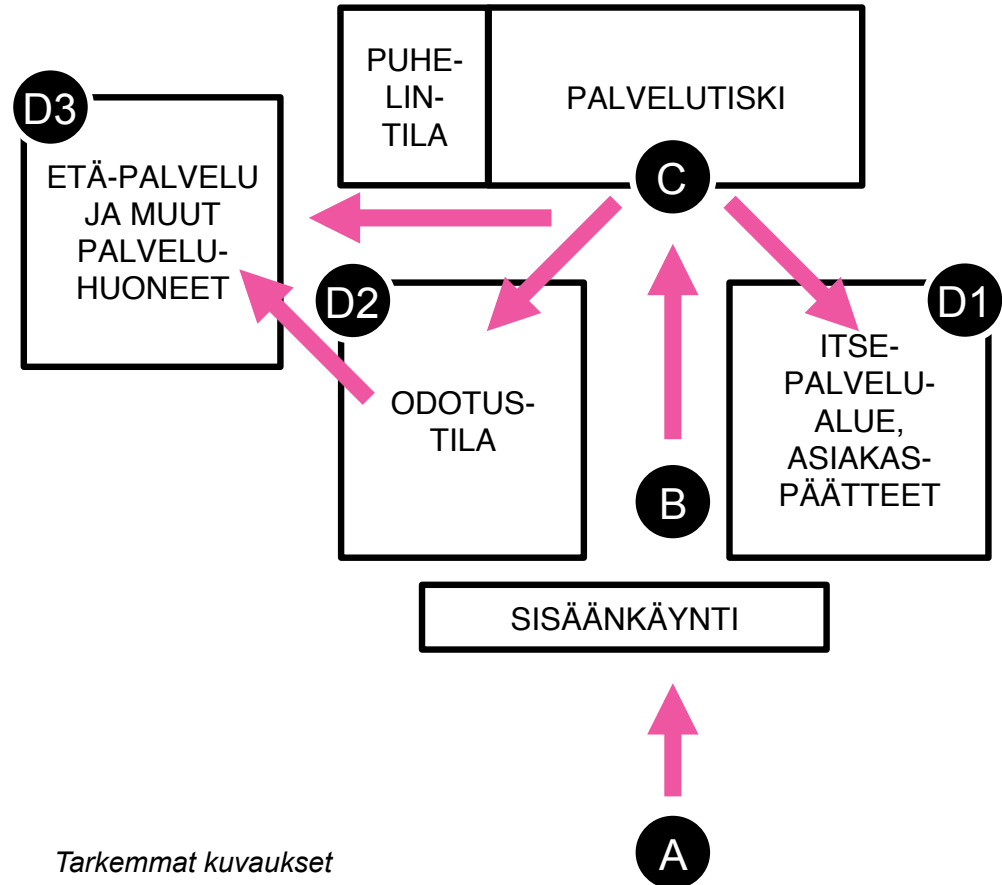 PUHE-
LIN-
TILA
PALVELUTISKI
C
D3
ETÄ-PALVELU
JA MUUT
PALVELU-
HUONEET
D2
ODOTUS-
TILA
D1
ITSE-
PALVELU-
ALUE,
ASIAKAS-
PÄÄTTEET
B
SISÄÄNKÄYNTI
A
Tarkemmat kuvaukset